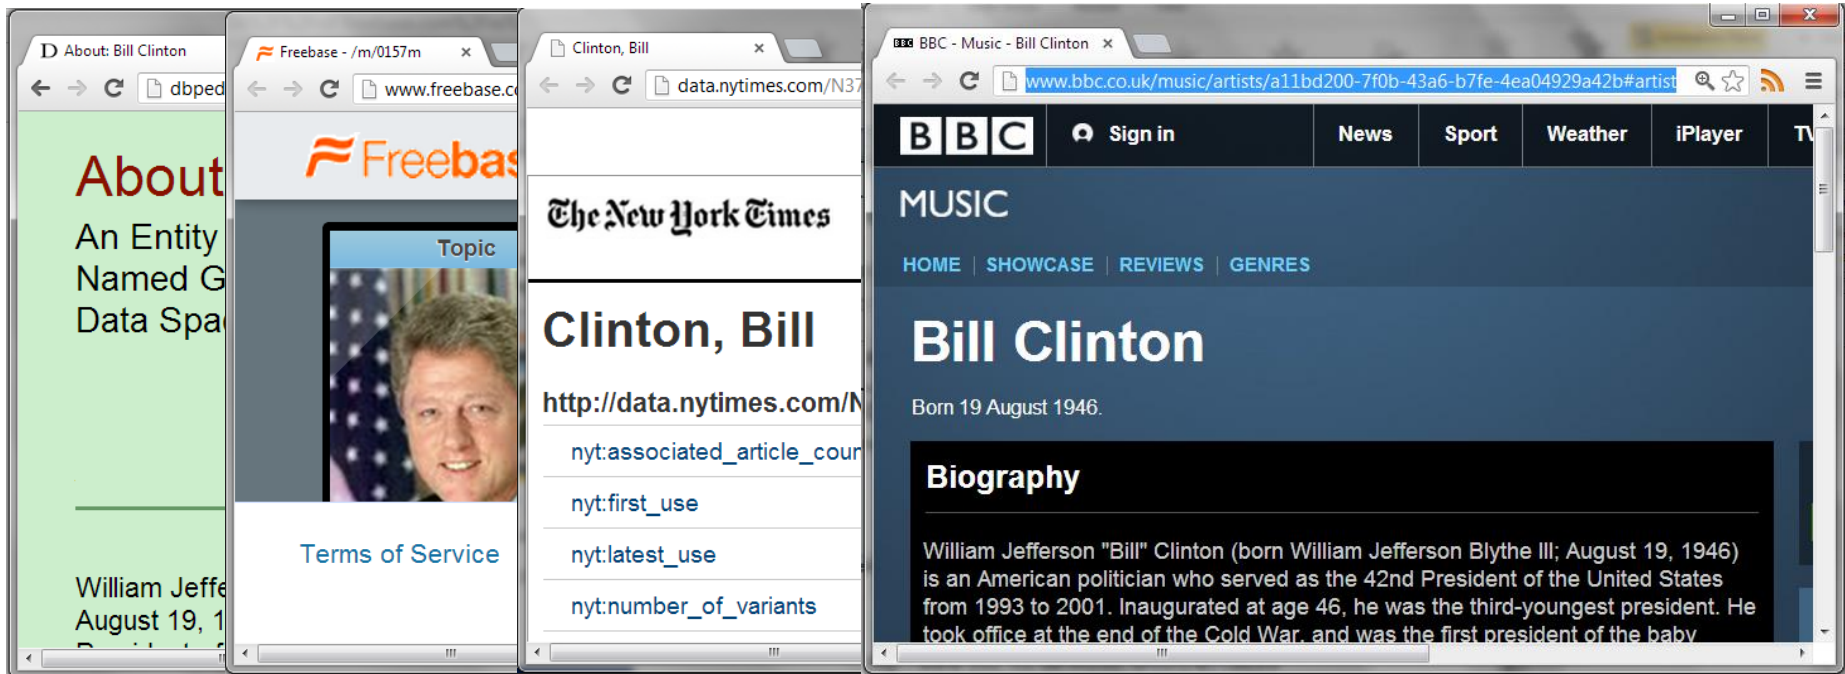 D About: Bill Clinton
dbped
About
An Entity
Named G
Data Spa
William Jeffe
August 19, 1
Freebase - /m/0157m ×
www.freebase.co
Freebas
Topic
Terms of Service
Clinton, Bill ×
data.nytimes.com/N37
The New York Times
Clinton, Bill
http://data.nytimes.com/N
nyt:associated_article_cour
nyt:first_use
nyt:latest_use
nyt:number_of_variants
BBC BBC - Music - Bill Clinton ×
www.bbc.co.uk/music/artists/a11bd200-7f0b-43a6-b7fe-4ea04929a42b#artist
BBC Sign in News Sport Weather iPlayer TV
MUSIC
HOME | SHOWCASE | REVIEWS | GENRES
Bill Clinton
Born 19 August 1946.
Biography
William Jefferson "Bill" Clinton (born William Jefferson Blythe III; August 19, 1946)
is an American politician who served as the 42nd President of the United States
from 1993 to 2001. Inaugurated at age 46, he was the third-youngest president. He
took office at the end of the Cold War, and was the first president of the baby